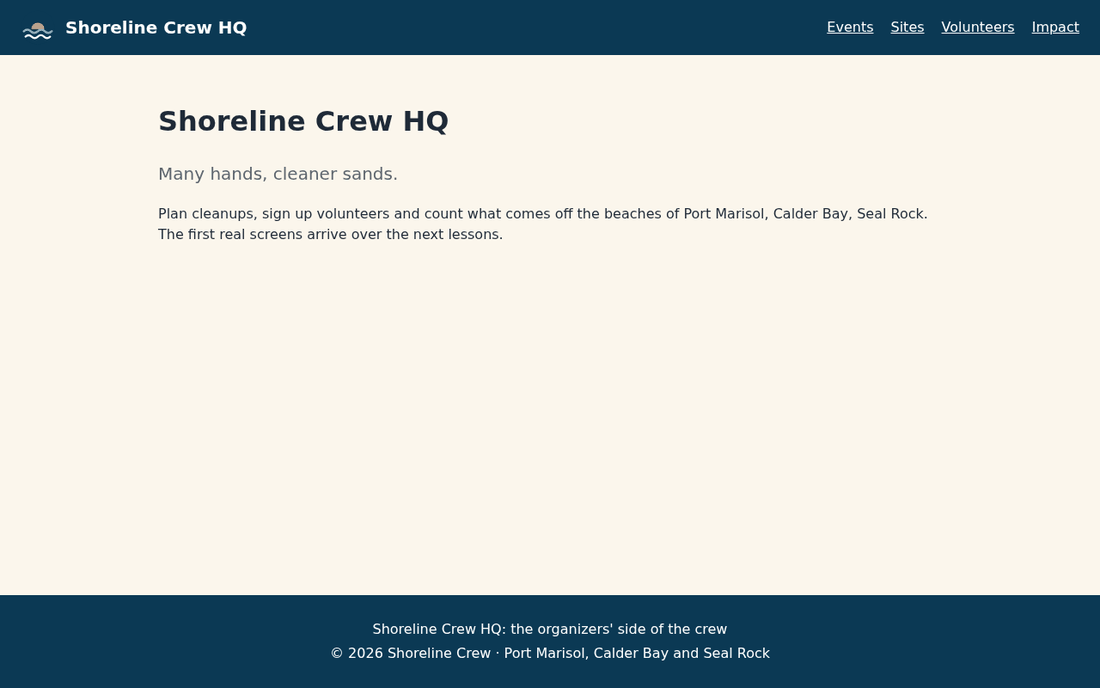 Shoreline Crew HQ
Events Sites Volunteers Impact
Shoreline Crew HQ
Many hands, cleaner sands.
Plan cleanups, sign up volunteers and count what comes off the beaches of Port Marisol, Calder Bay, Seal Rock.
The first real screens arrive over the next lessons.
Shoreline Crew HQ: the organizers' side of the crew
© 2026 Shoreline Crew · Port Marisol, Calder Bay and Seal Rock